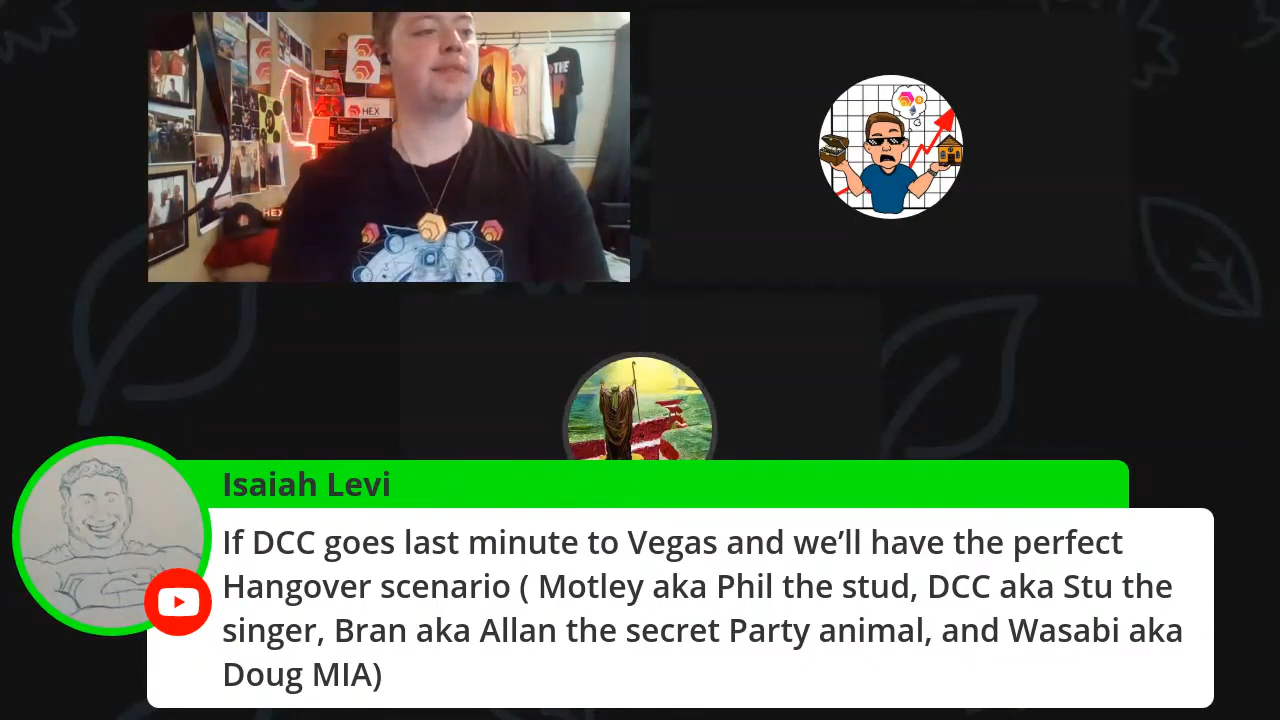 HEX
HEX
THE
HEX
Isaiah Levi
If DCC goes last minute to Vegas and we’ll have the perfect
Hangover scenario ( Motley aka Phil the stud, DCC aka Stu the
singer, Bran aka Allan the secret Party animal, and Wasabi aka
Doug MIA)